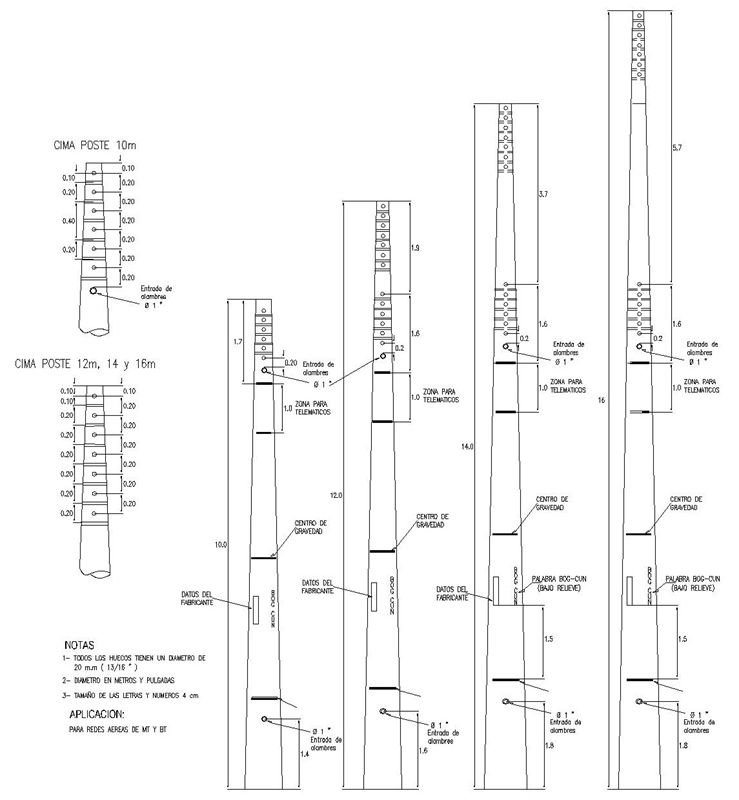 CIMA POSTE 10m
0.10
0.10
0.20
0.20
0.20
0.40
0.20
0.20
0.20
0.20
0.20
Entrada de
alambres
Ø 1 "
CIMA POSTE 12m, 14 y 16m
0.10
0.10
0.10
0.20
0.20
0.20
0.20
0.20
0.20
0.20
0.20
0.20
0.20
0.20
0.20
0.20
NOTAS
1- TODOS LOS HUECOS TIENEN UN DIAMETRO DE
20 m.m ( 13/16 " )
2- DIAMETRO EN METROS Y PULGADAS
3- TAMAÑO DE LAS LETRAS Y NUMEROS 4 cm
APLICACIÓN:
PARA REDES AEREAS DE MT Y BT
10.0
1.7
0.20
Entrada de
alambres
Ø 1 "
1.0
ZONA PARA
TELEMATICOS
CENTRO DE
GRAVEDAD
DATOS DEL
FABRICANTE
BOG CUN
Ø 1 "
Entrada de
alambres
1.4
12.0
1.9
1.6
0.2
1.0
ZONA PARA
TELEMATICOS
CENTRO DE
GRAVEDAD
DATOS DEL
FABRICANTE
BOG CUN
Ø 1 "
Entrada de
alambres
1.6
14.0
3.7
1.6
0.2
Entrada de
alambres
Ø 1 "
1.0
ZONA PARA
TELEMATICOS
CENTRO DE
GRAVEDAD
DATOS DEL
FABRICANTE
BOG CUN
PALABRA BOG-CUN
(BAJO RELIEVE)
1.5
Ø 1 "
Entrada de
alambres
1.8
16
5.7
1.6
0.2
Entrada de
alambres
Ø 1 "
1.0
ZONA PARA
TELEMATICOS
CENTRO DE
GRAVEDAD
BOG CUN
PALABRA BOG-CUN
(BAJO RELIEVE)
1.5
Ø 1 "
Entrada de
alambres
1.8